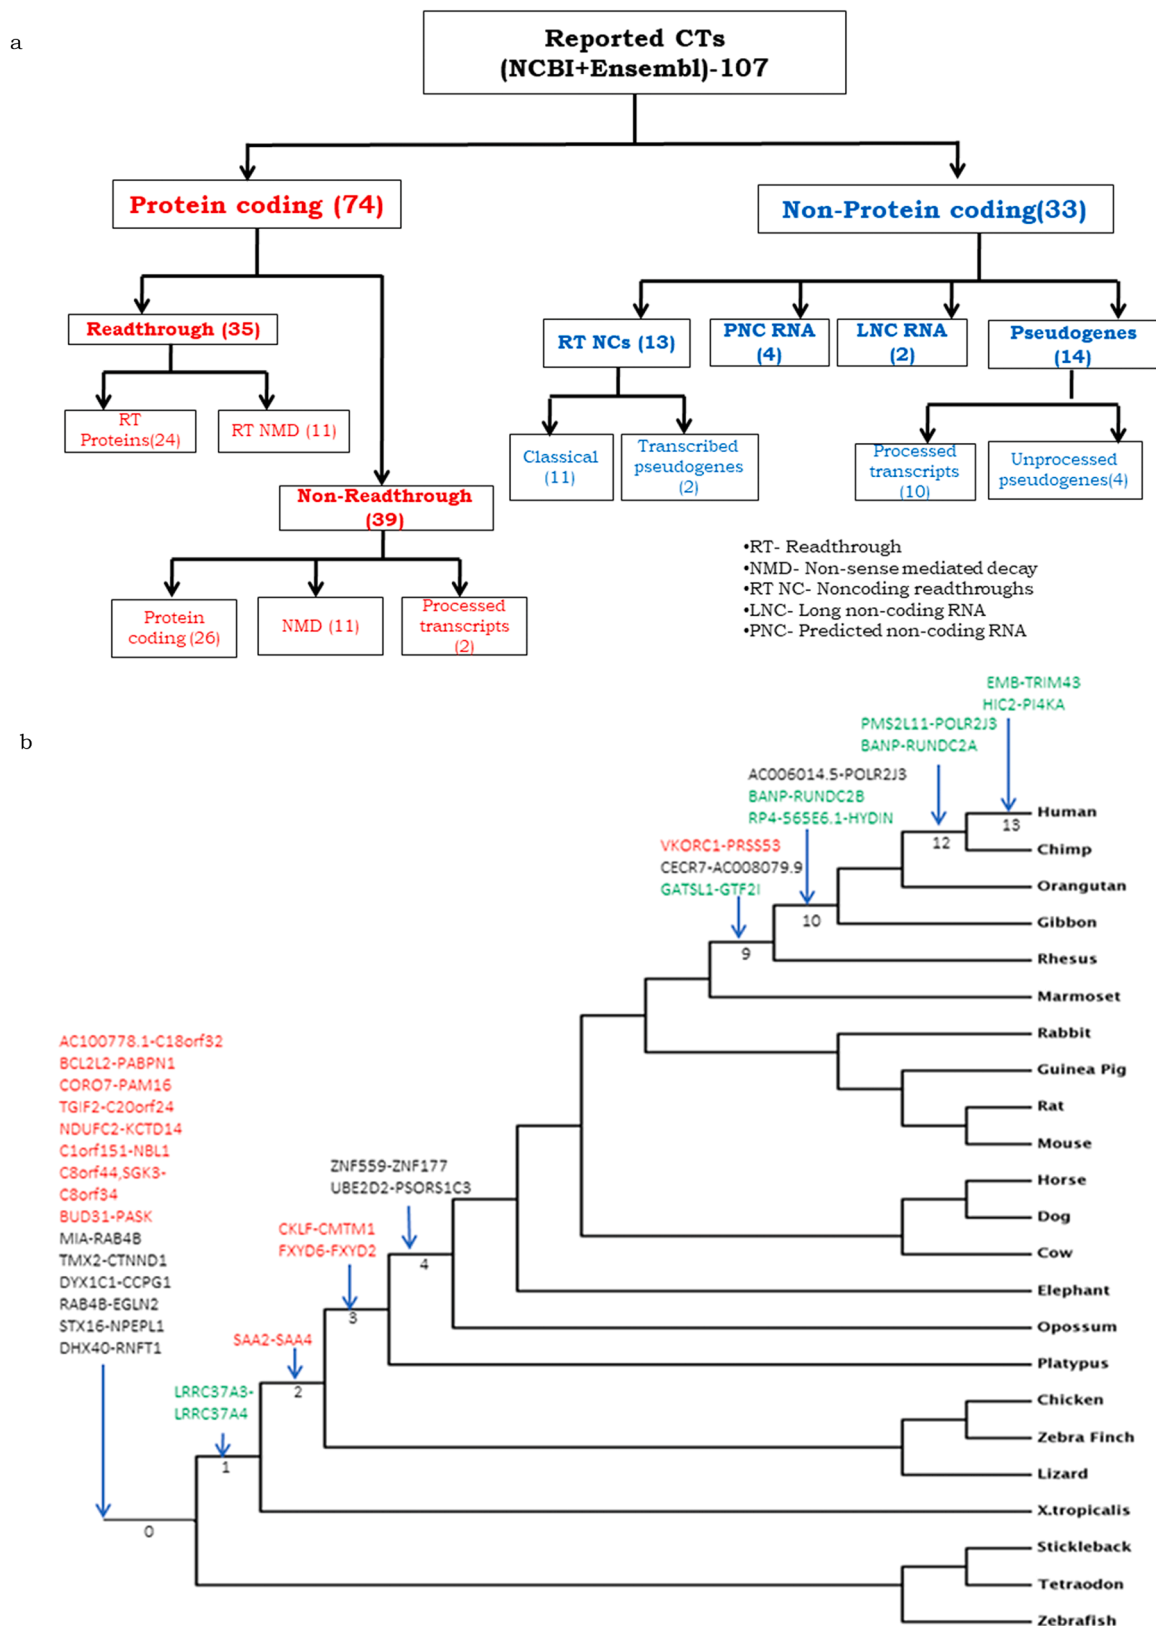 a
Reported CTs
(NCBI+Ensembl)-107
Protein coding (74)
Non-Protein coding(33)
Readthrough (35)
RT NCs (13)
PNC RNA
(4)
LNC RNA
(2)
Pseudogenes
(14)
RT
Proteins(24)
RT NMD (11)
Classical
(11)
Transcribed
pseudogenes
(2)
Processed
transcripts
(10)
Unprocessed
pseudogenes(4)
Non-Readthrough
(39)
Protein
coding (26)
NMD (11)
Processed
transcripts
(2)
•RT- Readthrough
•NMD- Non-sense mediated decay
•RT NC- Noncoding readthroughs
•LNC- Long non-coding RNA
•PNC- Predicted non-coding RNA
b
EMB-TRIM43
HIC2-PI4KA
PMS2L11-POLR2J3
BANP-RUNDC2A
AC006014.5-POLR2J3
BANP-RUNDC2B
RP4-565E6.1-HYDIN
VKORC1-PRSS53
CECR7-AC008079.9
GATSL1-GTF2I
AC100778.1-C18orf32
BCL2L2-PABPN1
CORO7-PAM16
TGIF2-C20orf24
NDUFC2-KCTD14
C1orf151-NBL1
C8orf44,SGK3-
C8orf34
BUD31-PASK
MIA-RAB4B
TMX2-CTNND1
DYX1C1-CCPG1
RAB4B-EGLN2
STX16-NPEPL1
DHX40-RNFT1
ZNF559-ZNF177
UBE2D2-PSORS1C3
CKLF-CMTM1
FXYD6-FXYD2
SAA2-SAA4
LRRC37A3-
LRRC37A4
0
1
2
3
4
9
10
12
13
Human
Chimp
Orangutan
Gibbon
Rhesus
Marmoset
Rabbit
Guinea Pig
Rat
Mouse
Horse
Dog
Cow
Elephant
Opossum
Platypus
Chicken
Zebra Finch
Lizard
X.tropicalis
Stickleback
Tetraodon
Zebrafish